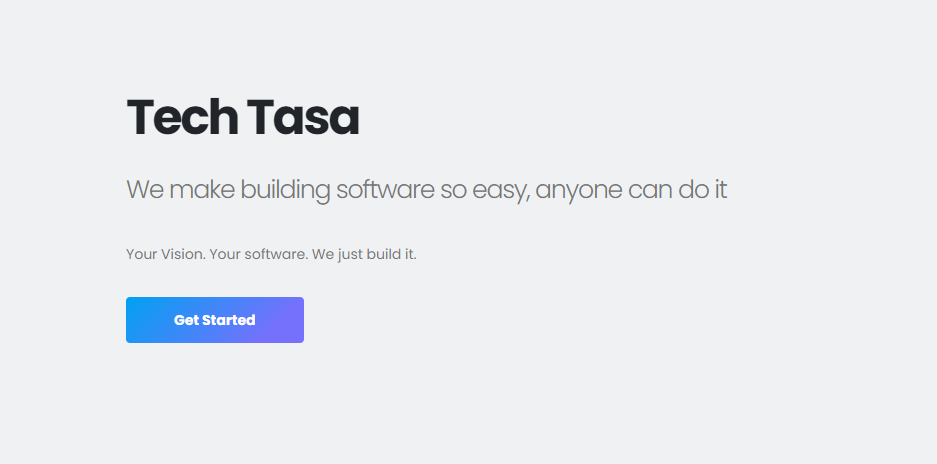 Tech Tasa
We make building software so easy, anyone can do it
Your Vision. Your software. We just build it.
Get Started